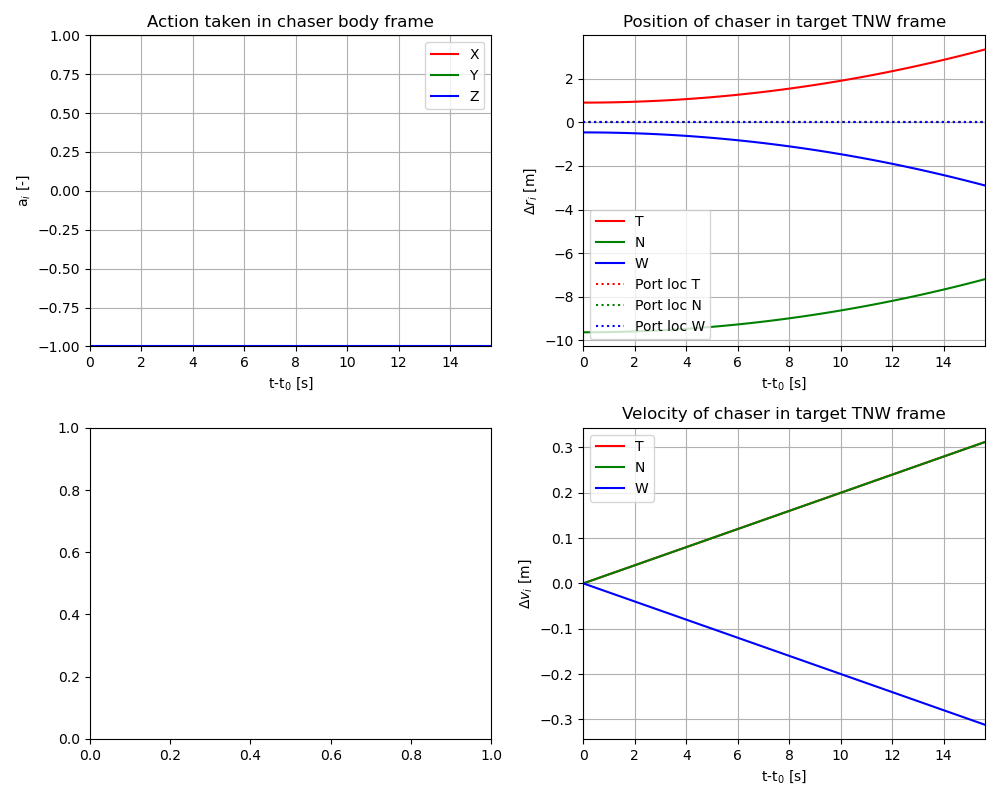 Action taken in chaser body frame
1.00
0.75
0.50
0.25
0.00
−0.25
−0.50
−0.75
−1.00
a_i [-]
X
Y
Z
0 2 4 6 8 10 12 14
t-t_0 [s]
Position of chaser in target TNW frame
2
0
−2
−4
−6
−8
−10
Δr_i [m]
T
N
W
Port loc T
Port loc N
Port loc W
0 2 4 6 8 10 12 14
t-t_0 [s]
1.0
0.8
0.6
0.4
0.2
0.0
0.0 0.2 0.4 0.6 0.8 1.0
Velocity of chaser in target TNW frame
0.3
0.2
0.1
0.0
−0.1
−0.2
−0.3
Δv_i [m]
T
N
W
0 2 4 6 8 10 12 14
t-t_0 [s]